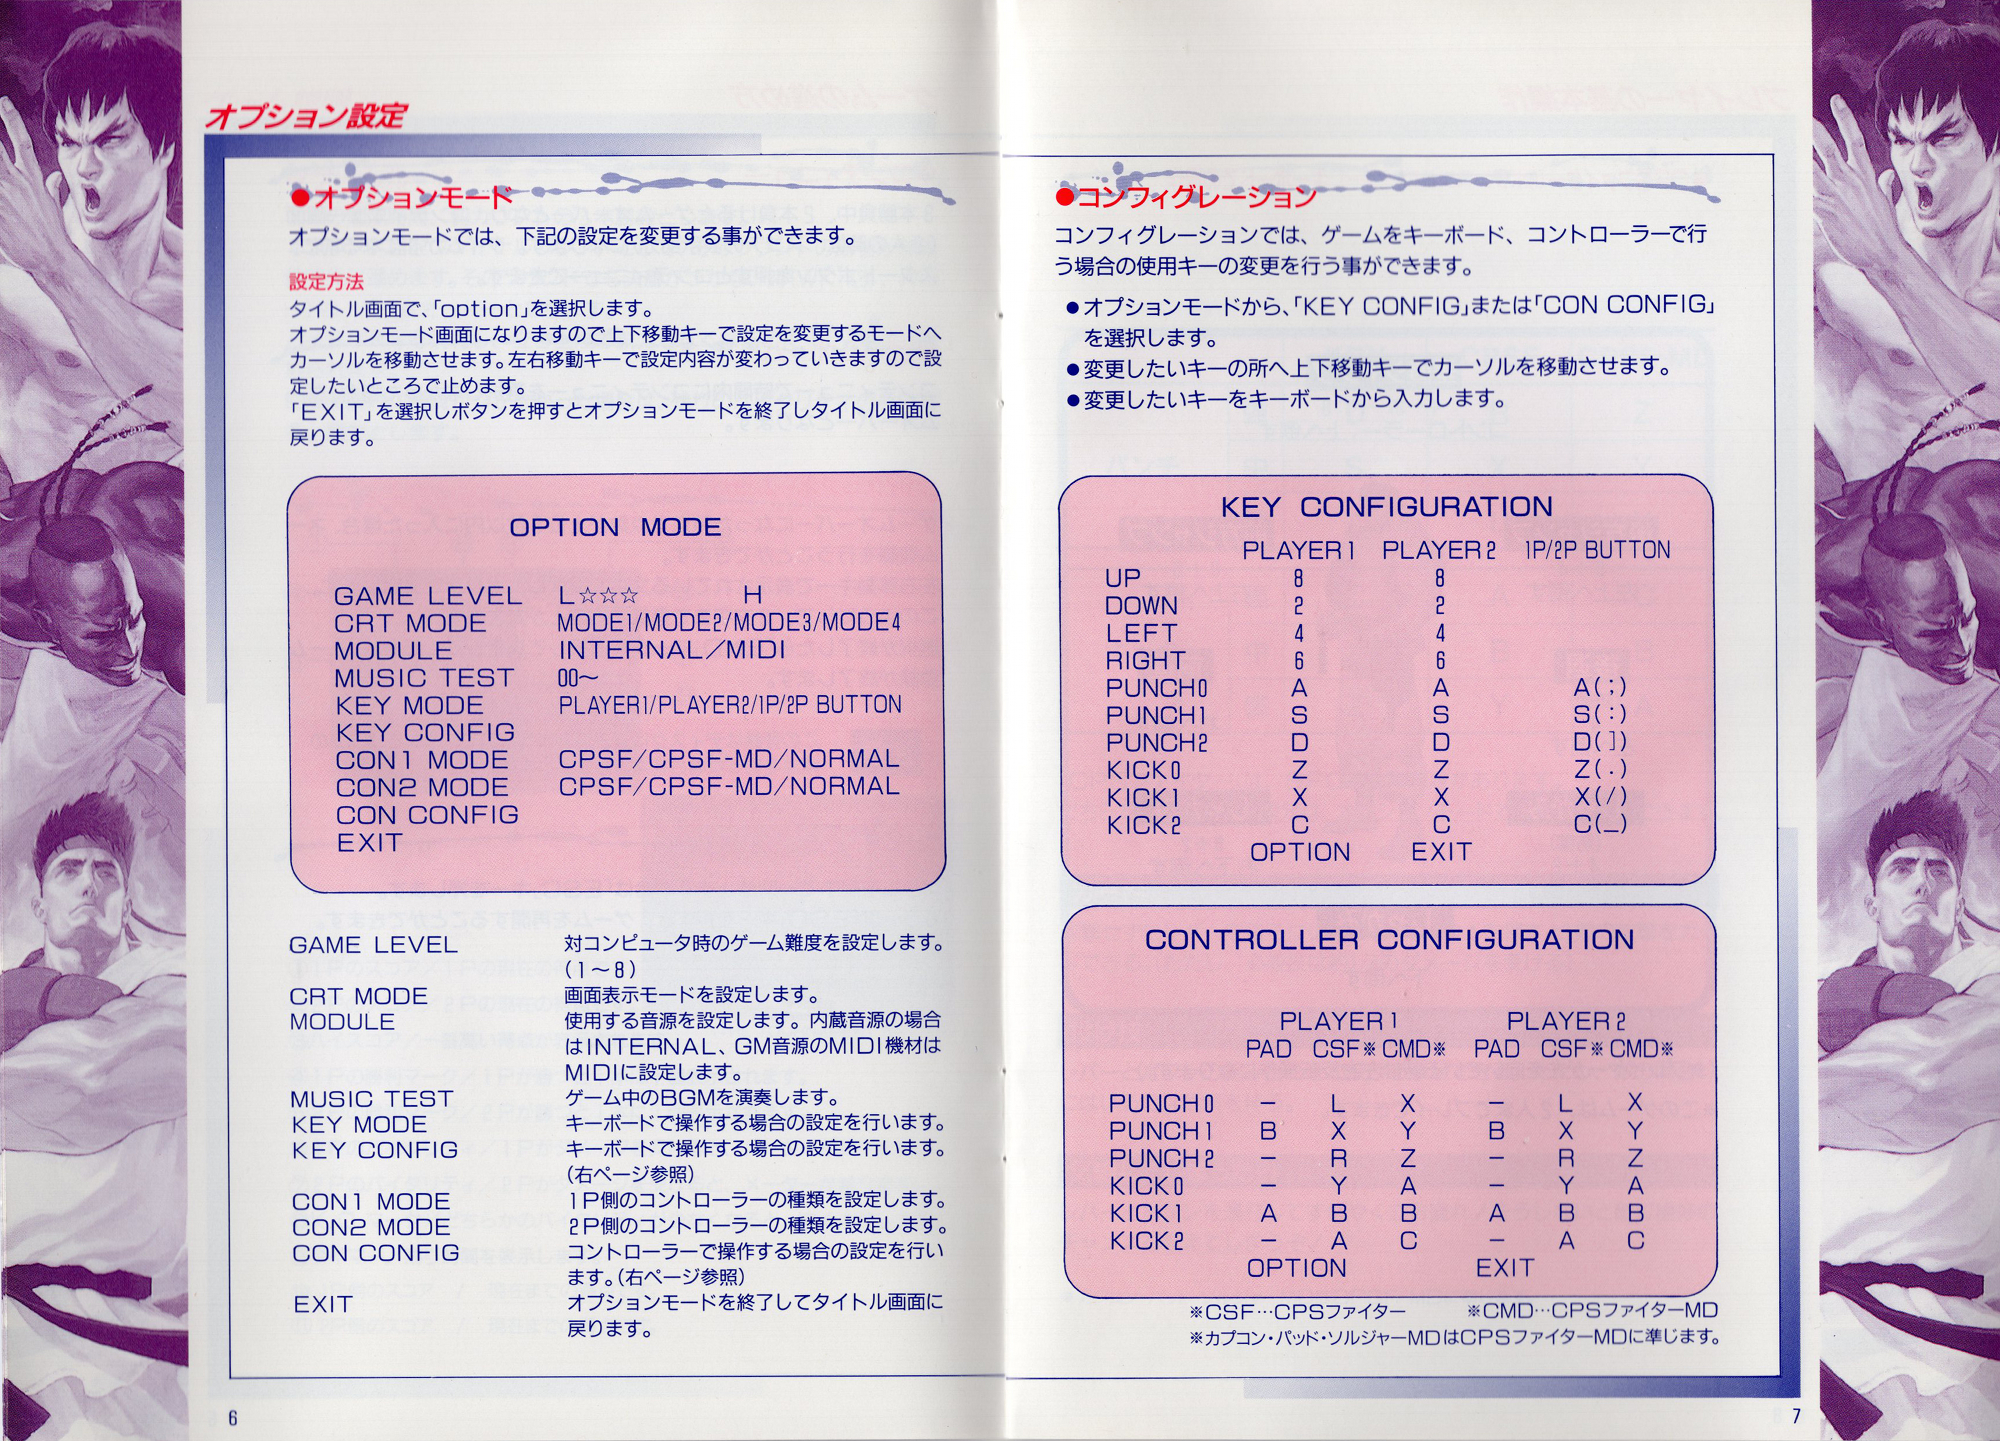 オプション設定
●オプションモード
オプションモードでは、下記の設定を変更する事ができます。
設定方法
タイトル画面で、「option」を選択します。
オプションモード画面になりますので上下移動キーで設定を変更するモードへ
カーソルを移動させます。左右移動キーで設定内容が変わっていきますので設
定したいところで止めます。
「EXIT」を選択しボタンを押すとオプションモードを終了しタイトル画面に
戻ります。
OPTION MODE
GAME LEVEL L☆☆☆ H
CRT MODE MODE1/MODE2/MODE3/MODE4
MODULE INTERNAL/MIDI
MUSIC TEST 00～
KEY MODE PLAYER1/PLAYER2/1P/2P BUTTON
KEY CONFIG
CON1 MODE CPSF/CPSF-MD/NORMAL
CON2 MODE CPSF/CPSF-MD/NORMAL
CON CONFIG
EXIT
GAME LEVEL 対コンピュータ時のゲーム難度を設定します。
(1～8)
CRT MODE 画面表示モードを設定します。
MODULE 使用する音源を設定します。内蔵音源の場合
はINTERNAL、GM音源のMIDI機材は
MIDIに設定します。
MUSIC TEST ゲーム中のBGMを演奏します。
KEY MODE キーボードで操作する場合の設定を行います。
KEY CONFIG キーボードで操作する場合の設定を行います。
(右ページ参照)
CON1 MODE 1P側のコントローラーの種類を設定します。
CON2 MODE 2P側のコントローラーの種類を設定します。
CON CONFIG コントローラーで操作する場合の設定を行い
ます。(右ページ参照)
EXIT オプションモードを終了してタイトル画面に
戻ります。
6
●コンフィグレーション
コンフィグレーションでは、ゲームをキーボード、コントローラーで行
う場合の使用キーの変更を行う事ができます。
●オプションモードから、「KEY CONFIG」または「CON CONFIG」
を選択します。
●変更したいキーの所へ上下移動キーでカーソルを移動させます。
●変更したいキーをキーボードから入力します。
KEY CONFIGURATION
PLAYER1 PLAYER2 1P/2P BUTTON
UP 8 8
DOWN 2 2
LEFT 4 4
RIGHT 6 6
PUNCH0 A A A(;)
PUNCH1 S S S(:)
PUNCH2 D D D(])
KICK0 Z Z Z(.)
KICK1 X X X(/)
KICK2 C C C(_)
OPTION EXIT
CONTROLLER CONFIGURATION
PLAYER1 PLAYER2
PAD CSF※ CMD※ PAD CSF※ CMD※
PUNCH0 － L X － L X
PUNCH1 B X Y B X Y
PUNCH2 － R Z － R Z
KICK0 － Y A － Y A
KICK1 A B B A B B
KICK2 － A C － A C
OPTION EXIT
※CSF…CPSファイター ※CMD…CPSファイターMD
※カプコン・パッド・ソルジャーMDはCPSファイターMDに準じます。
7